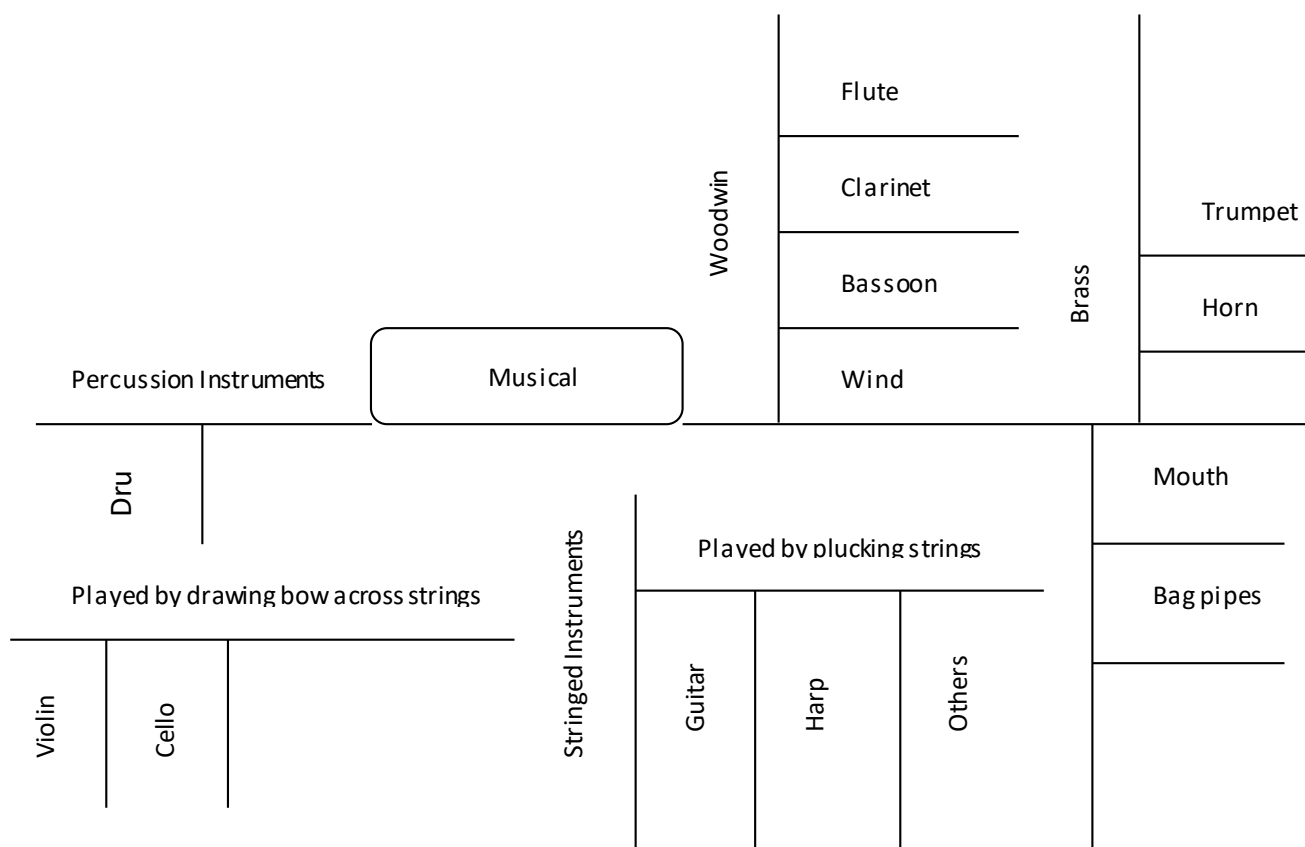 Flute
Woodwin
Clarinet
Trumpet
Bassoon
Brass
Horn
Percussion Instruments
Musical
Wind
Dru
Mouth
Stringed Instruments
Played by plucking strings
Played by drawing bow across strings
Bag pipes
Violin
Cello
Guitar
Harp
Others